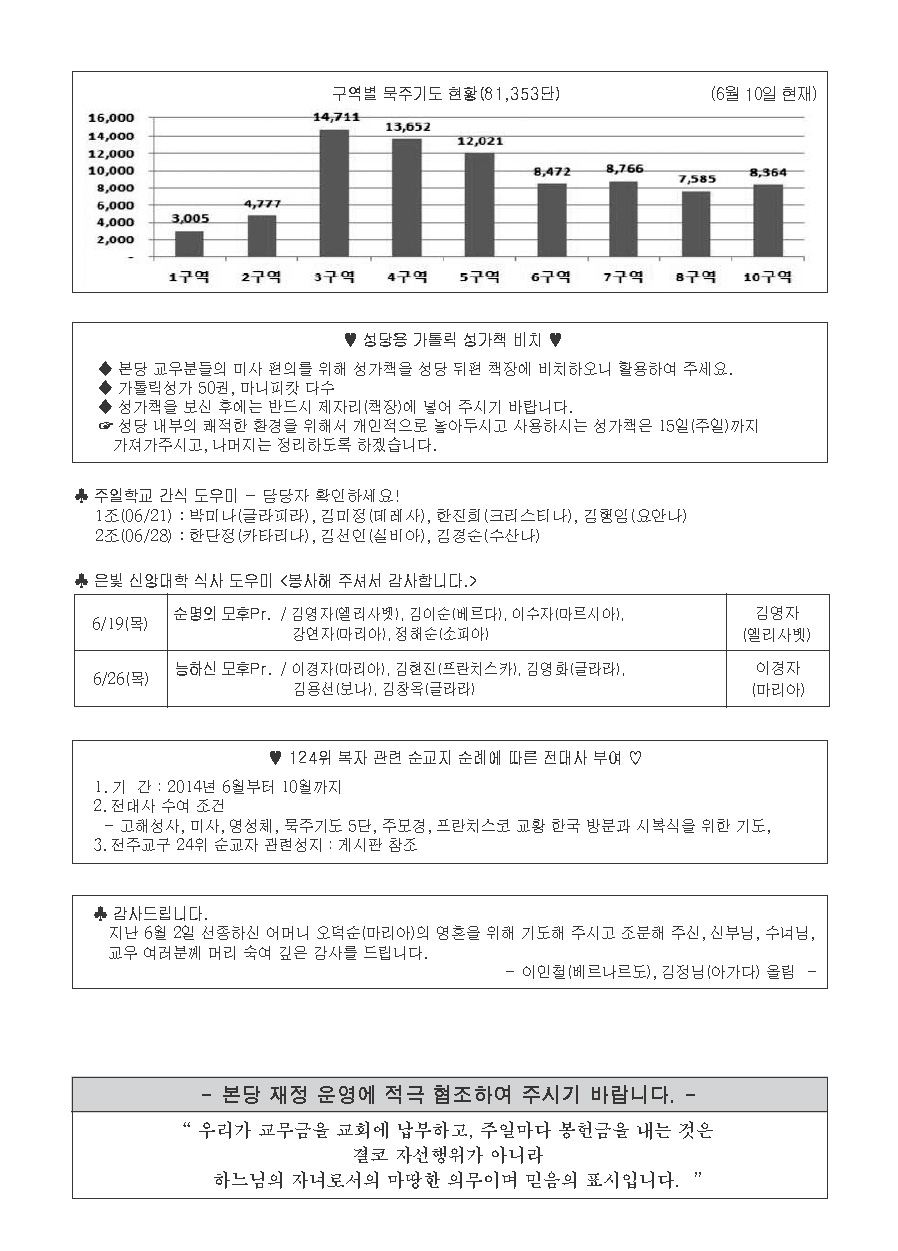 구역별 묵주기도 현황(81,353단) (6월 10일 현재)
16,000
14,000
12,000
10,000
8,000
6,000
4,000
2,000
-
3,005 4,777 14,711 13,652 12,021 8,472 8,766 7,585 8,364
1구역 2구역 3구역 4구역 5구역 6구역 7구역 8구역 10구역
♥ 성당용 가톨릭 성가책 비치 ♥
◆ 본당 교우분들의 미사 편의를 위해 성가책을 성당 뒤편 책장에 비치하오니 활용하여 주세요.
◆ 가톨릭성가 50권, 마니피캇 다수
◆ 성가책을 보신 후에는 반드시 제자리(책장)에 넣어 주시기 바랍니다.
☞ 성당 내부의 쾌적한 환경을 위해서 개인적으로 놓아두시고 사용하시는 성가책은 15일(주일)까지
가져가주시고, 나머지는 정리하도록 하겠습니다.
♣ 주일학교 간식 도우미 - 담당자 확인하세요!
1조(06/21) : 박미나(글라피라), 김미정(데레사), 한진희(크리스티나), 김행임(요안나)
2조(06/28) : 한단정(카타리나), 김선인(실비아), 김경순(수산나)
♣ 은빛 신앙대학 식사 도우미 <봉사해 주셔서 감사합니다.>
6/19(목) 순명의 모후Pr. / 김영자(엘리사벳), 김이순(베르다), 이수자(마르시아), 김영자
강연자(마리아), 정해순(소피아) (엘리사벳)
6/26(목) 능하신 모후Pr. / 이경자(마리아), 김현진(프란치스카), 김영화(글라라), 이경자
김용선(보나), 김창옥(글라라) (마리아)
♥ 124위 복자 관련 순교지 순례에 따른 전대사 부여 ♡
1. 기 간 : 2014년 6월부터 10월까지
2. 전대사 수여 조건
- 고해성사, 미사, 영성체, 묵주기도 5단, 주모경, 프란치스코 교황 한국 방문과 시복식을 위한 기도,
3. 전주교구 24위 순교자 관련성지 : 게시판 참조
♣ 감사드립니다.
지난 6월 2일 선종하신 어머니 오덕순(마리아)의 영혼을 위해 기도해 주시고 조문해 주신, 신부님, 수녀님,
교우 여러분께 머리 숙여 깊은 감사를 드립니다.
- 이인철(베르나르도), 김정님(아가다) 올림 -
- 본당 재정 운영에 적극 협조하여 주시기 바랍니다. -
“ 우리가 교무금을 교회에 납부하고, 주일마다 봉헌금을 내는 것은
결코 자선행위가 아니라
하느님의 자녀로서의 마땅한 의무이며 믿음의 표시입니다. ”